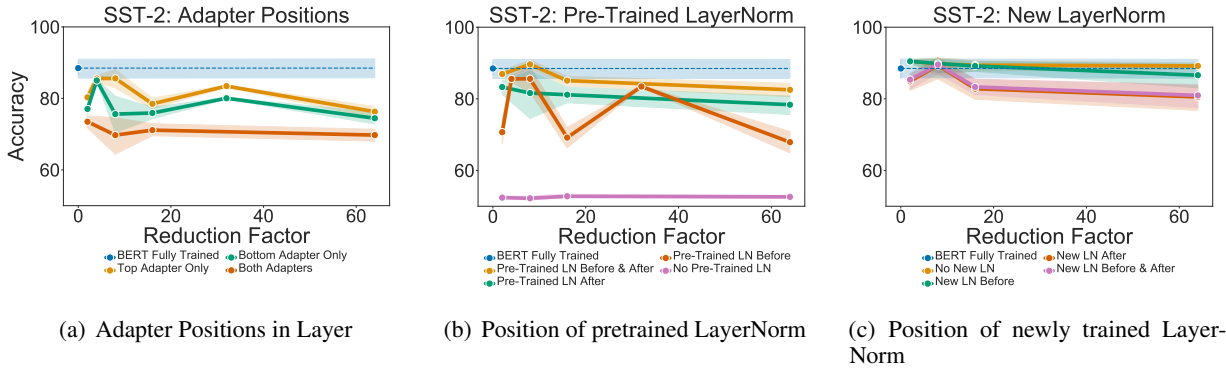 SST-2: Adapter Positions
100
80
60
Accuracy
0 20 40 60
Reduction Factor
BERT Fully Trained
Top Adapter Only
Bottom Adapter Only
Both Adapters
(a) Adapter Positions in Layer
SST-2: Pre-Trained LayerNorm
100
80
60
0 20 40 60
Reduction Factor
BERT Fully Trained
Pre-Trained LN Before & After
Pre-Trained LN After
Pre-Trained LN Before
No Pre-Trained LN
(b) Position of pretrained LayerNorm
SST-2: New LayerNorm
100
80
60
0 20 40 60
Reduction Factor
BERT Fully Trained
No New LN
New LN Before
New LN After
New LN Before & After
(c) Position of newly trained Layer-
Norm